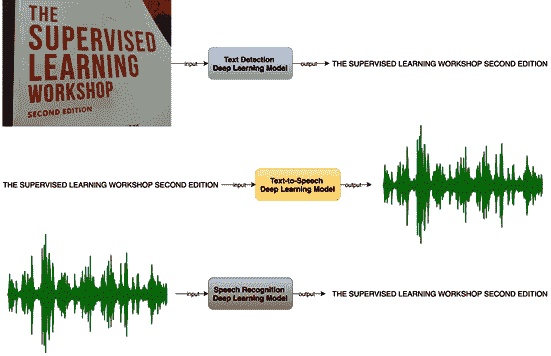 THE
SUPERVISED
LEARNING
WORKSHOP
SECOND EDITION
input
Text Detection
Deep Learning Model
output
THE SUPERVISED LEARNING WORKSHOP SECOND EDITION
THE SUPERVISED LEARNING WORKSHOP SECOND EDITION
input
Text-to-Speech
Deep Learning Model
output
input
Speech Recognition
Deep Learning Model
output
THE SUPERVISED LEARNING WORKSHOP SECOND EDITION